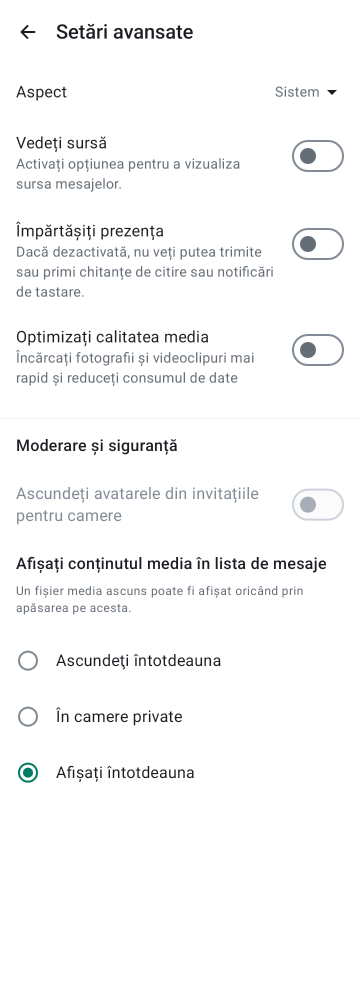 Setări avansate
Aspect
Sistem
Vedeți sursă
Activați opțiunea pentru a vizualiza
sursa mesajelor.
Împărtășiți prezența
Dacă dezactivată, nu veți putea trimite
sau primi chitanțe de citire sau notificări
de tastare.
Optimizați calitatea media
Încărcați fotografii și videoclipuri mai
rapid și reduceți consumul de date
Moderare și siguranță
Ascundeți avatarele din invitațiile
pentru camere
Afișați conținutul media în lista de mesaje
Un fișier media ascuns poate fi afișat oricând prin
apăsarea pe acesta.
Ascundeţi întotdeauna
În camere private
Afișați întotdeauna